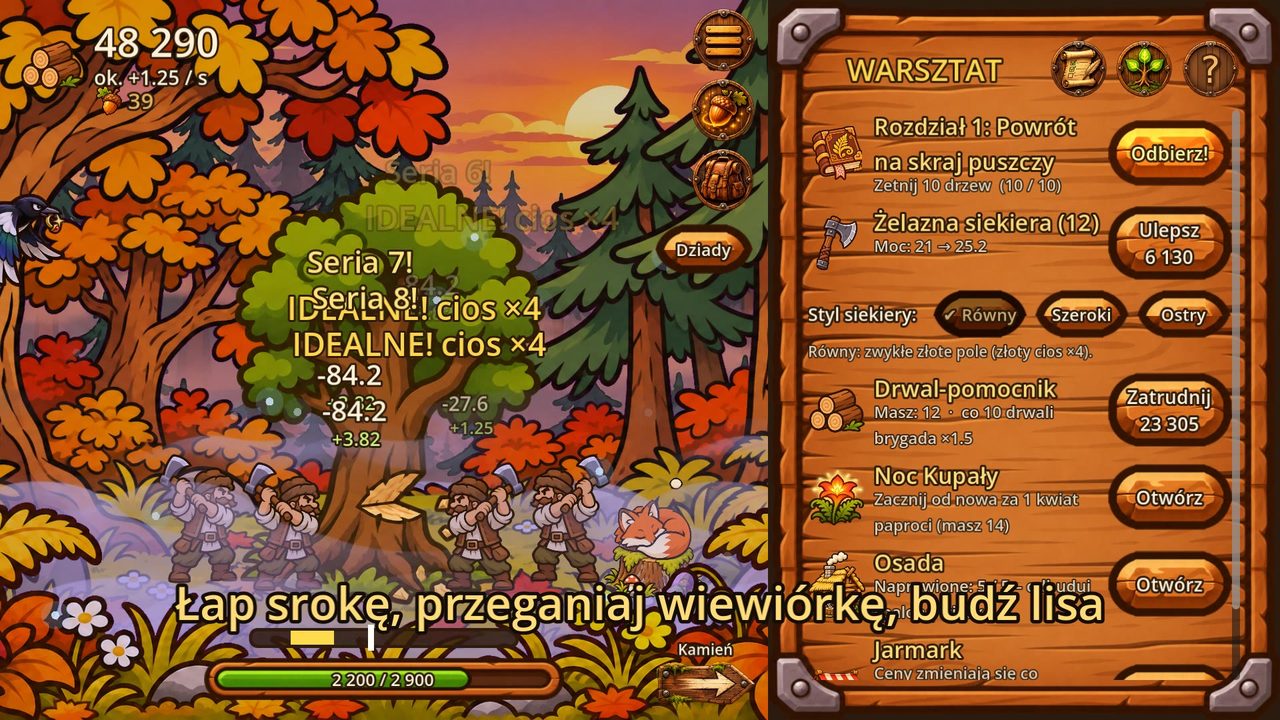 48 290
ok. +1.25 / s
39
Seria 6!
IDEALNE! cios ×4
Seria 7!
84.2
Seria 8!
IDEALNE! cios ×4
IDEALNE! cios ×4
-84.2
-27.6
-84.2
+1.25
+3.82
Dziady
Kamień
2 200 / 2 900
WARSZTAT
?
Rozdział 1: Powrót
na skraj puszczy
Zetnij 10 drzew (10 / 10)
Odbierz!
Żelazna siekiera (12)
Moc: 21 → 25.2
Ulepsz
6 130
Styl siekiery:
✓ Równy
Szeroki
Ostry
Równy: zwykłe złote pole (złoty cios ×4).
Drwal-pomocnik
Masz: 12 · co 10 drwali
brygada ×1.5
Zatrudnij
23 305
Noc Kupały
Zacznij od nowa za 1 kwiat
paproci (masz 14)
Otwórz
Osada
Otwórz
Łap srokę, przeganiaj wiewiórkę, budź lisa
Jarmark
Ceny zmieniają się co